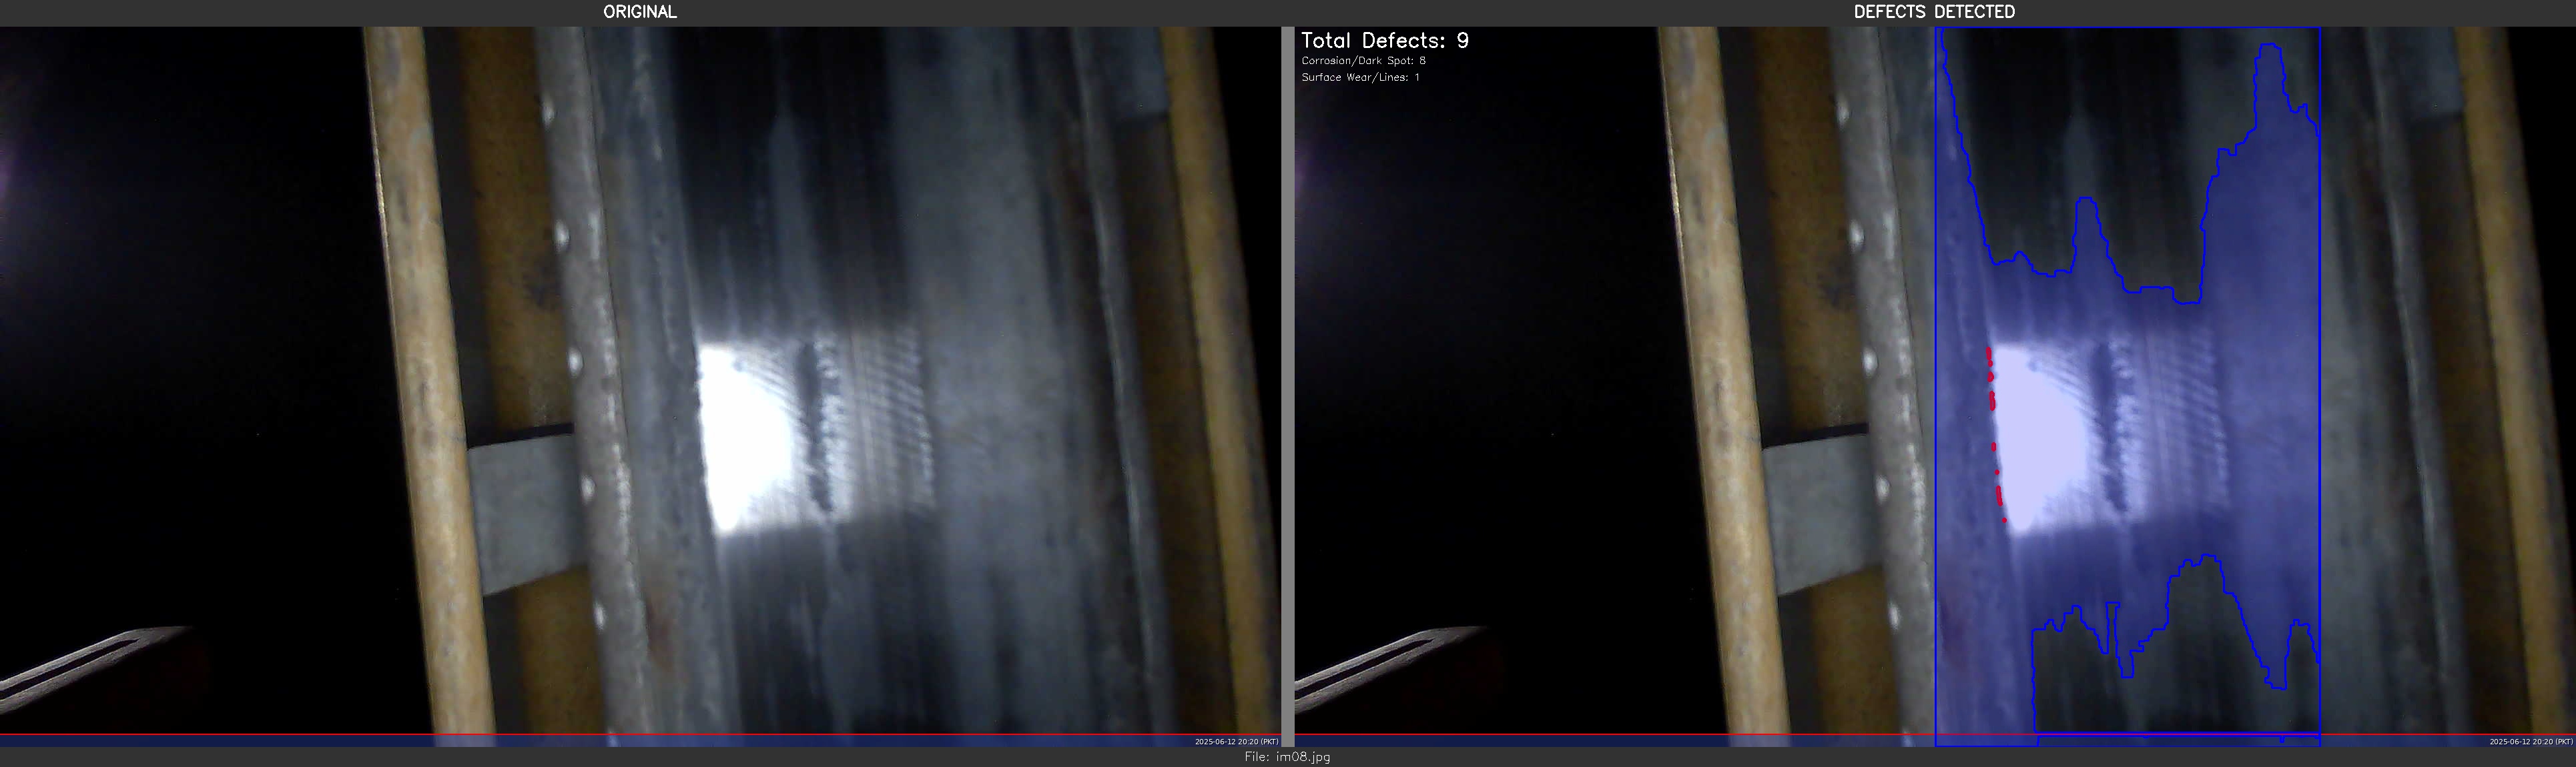 ORIGINAL
DEFECTS DETECTED
Total Defects: 9
Corrosion/Dark Spot: 8
Surface Wear/Lines: 1
2025-06-12 20:20 (PKT)
2025-06-12 20:20 (PKT)
File: im08.jpg